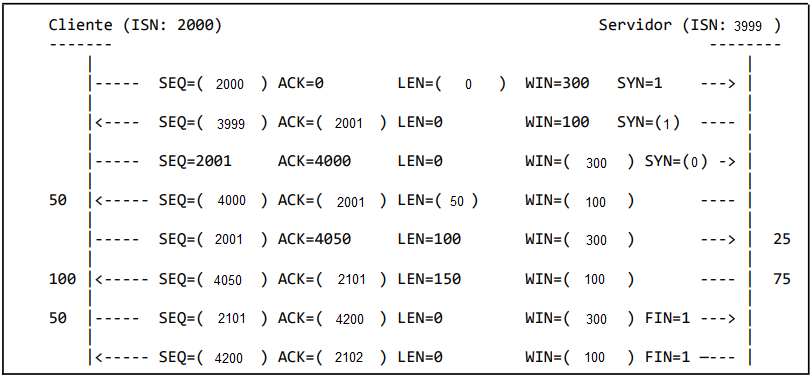 Cliente (ISN: 2000) Servidor (ISN: 3999 )
------- --------
|----- SEQ=( 2000 ) ACK=0 LEN=( 0 ) WIN=300 SYN=1 ---> |
|<---- SEQ=( 3999 ) ACK=( 2001 ) LEN=0 WIN=100 SYN=(1) ---- |
|----- SEQ=2001 ACK=4000 LEN=0 WIN=( 300 ) SYN=(0) -> |
50 |<----- SEQ=( 4000 ) ACK=( 2001 ) LEN=( 50 ) WIN=( 100 ) ---- |
|----- SEQ=( 2001 ) ACK=4050 LEN=100 WIN=( 300 ) ---> | 25
100 |<---- SEQ=( 4050 ) ACK=( 2101 ) LEN=150 WIN=( 100 ) ---- | 75
50 |----- SEQ=( 2101 ) ACK=( 4200 ) LEN=0 WIN=( 300 ) FIN=1 ---> |
|<----- SEQ=( 4200 ) ACK=( 2102 ) LEN=0 WIN=( 100 ) FIN=1 —--- |